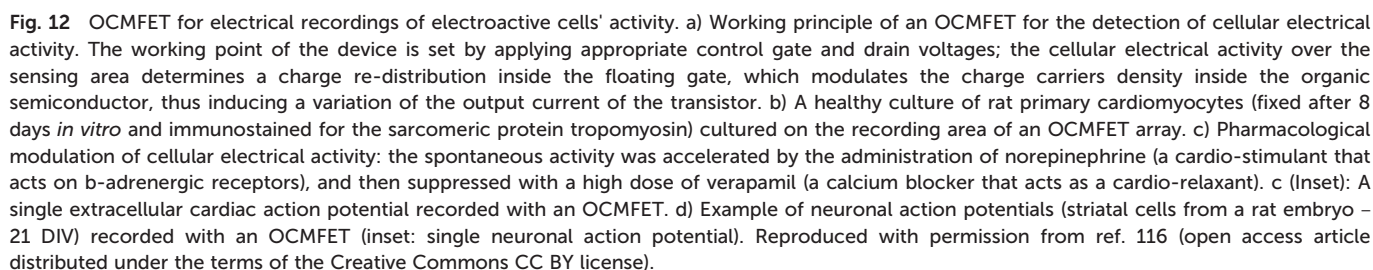 Fig. 12 OCMFET for electrical recordings of electroactive cells' activity. a) Working principle of an OCMFET for the detection of cellular electrical
activity. The working point of the device is set by applying appropriate control gate and drain voltages; the cellular electrical activity over the
sensing area determines a charge re-distribution inside the floating gate, which modulates the charge carriers density inside the organic
semiconductor, thus inducing a variation of the output current of the transistor. b) A healthy culture of rat primary cardiomyocytes (fixed after 8
days in vitro and immunostained for the sarcomeric protein tropomyosin) cultured on the recording area of an OCMFET array. c) Pharmacological
modulation of cellular electrical activity: the spontaneous activity was accelerated by the administration of norepinephrine (a cardio-stimulant that
acts on b-adrenergic receptors), and then suppressed with a high dose of verapamil (a calcium blocker that acts as a cardio-relaxant). c (Inset): A
single extracellular cardiac action potential recorded with an OCMFET. d) Example of neuronal action potentials (striatal cells from a rat embryo –
21 DIV) recorded with an OCMFET (inset: single neuronal action potential). Reproduced with permission from ref. 116 (open access article
distributed under the terms of the Creative Commons CC BY license).